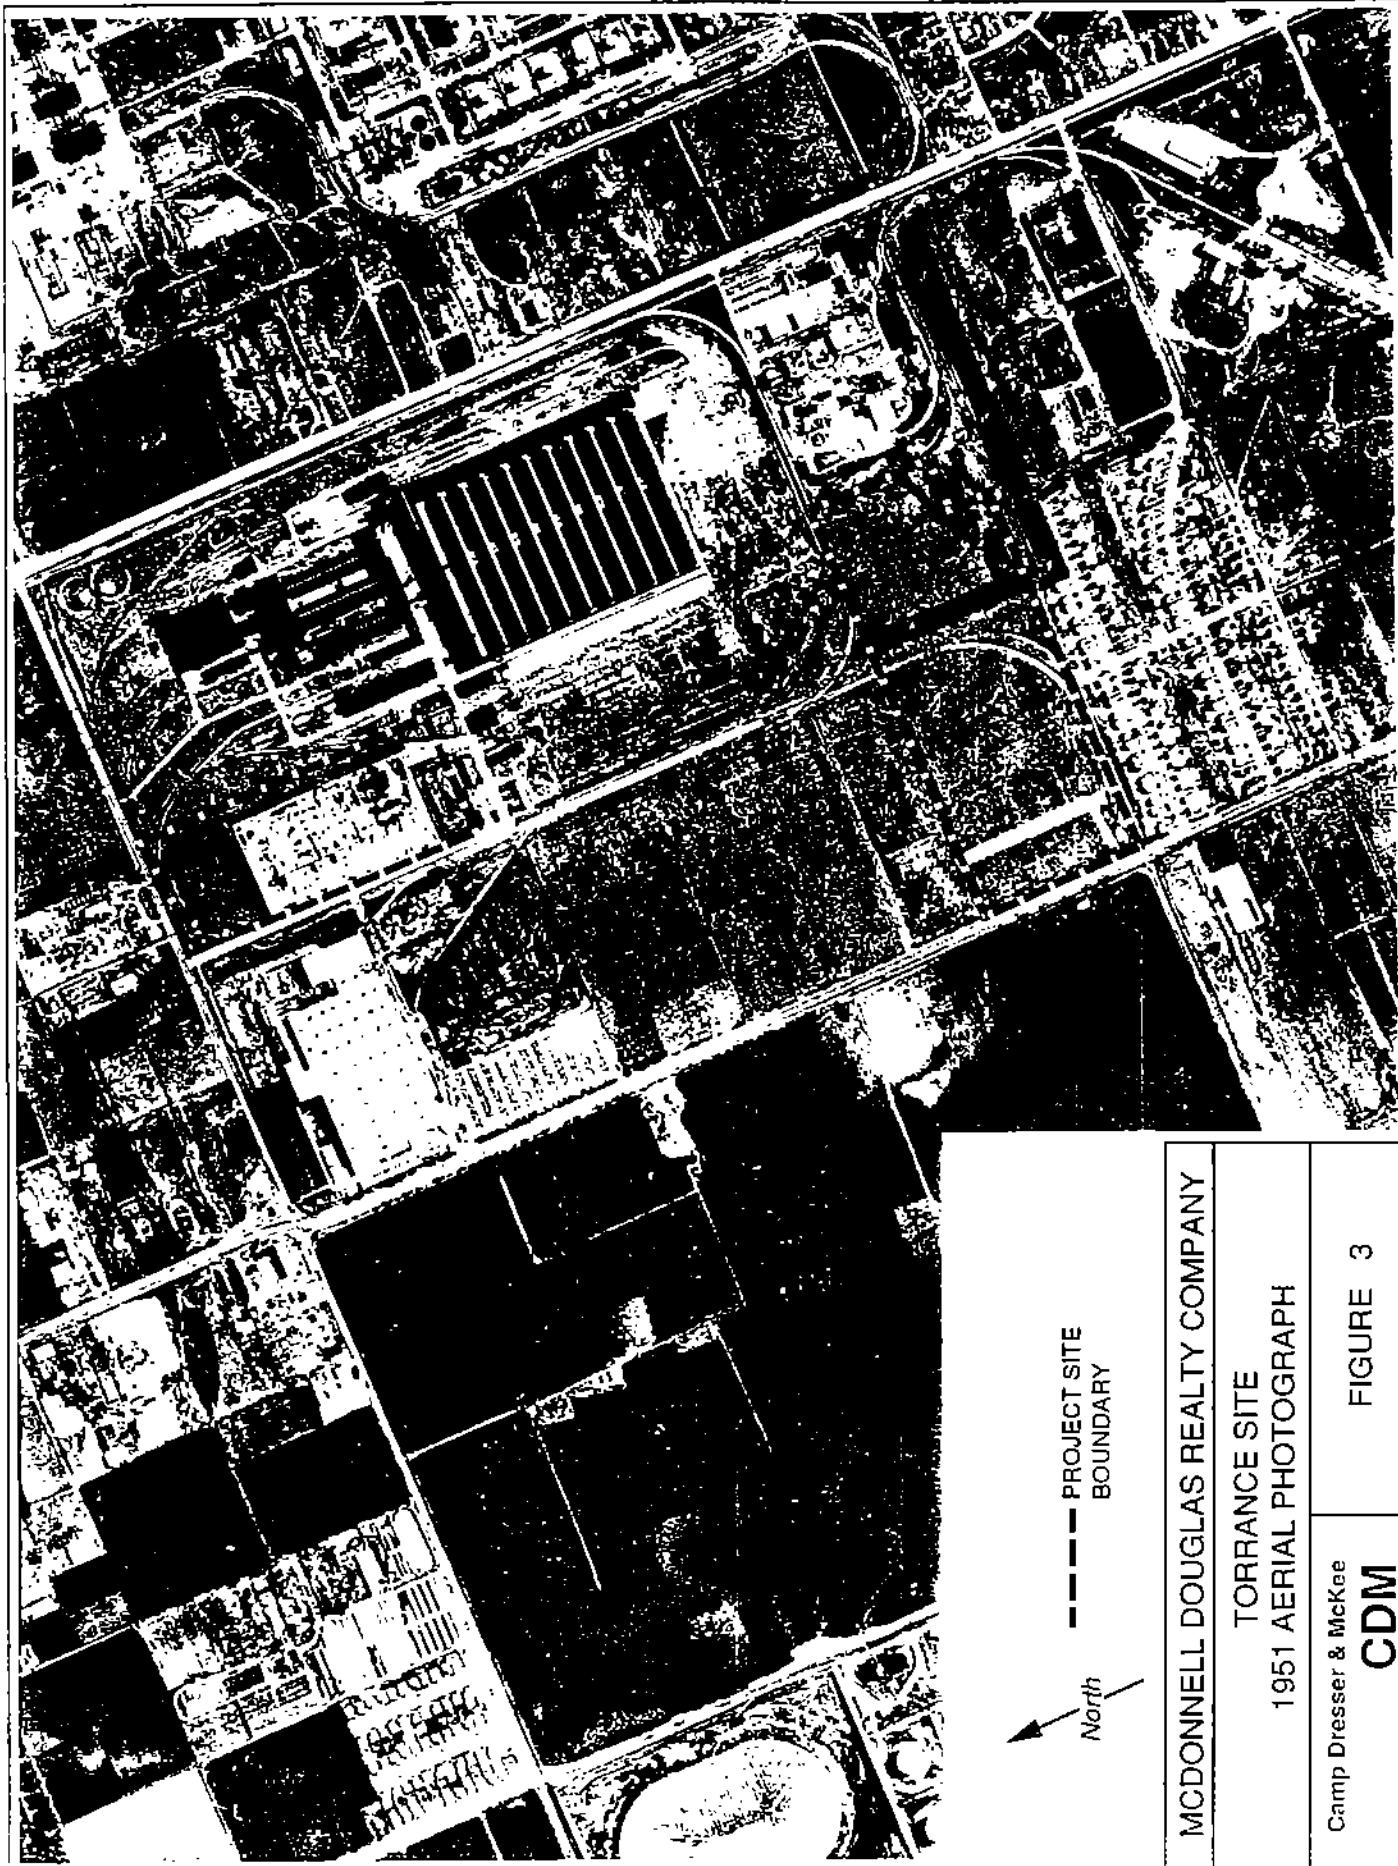 PROJECT SITE
BOUNDARY
North
MCDONNELL DOUGLAS REALTY COMPANY
TORRANCE SITE
1951 AERIAL PHOTOGRAPH
Camp Dresser & McKee
CDM
FIGURE 3